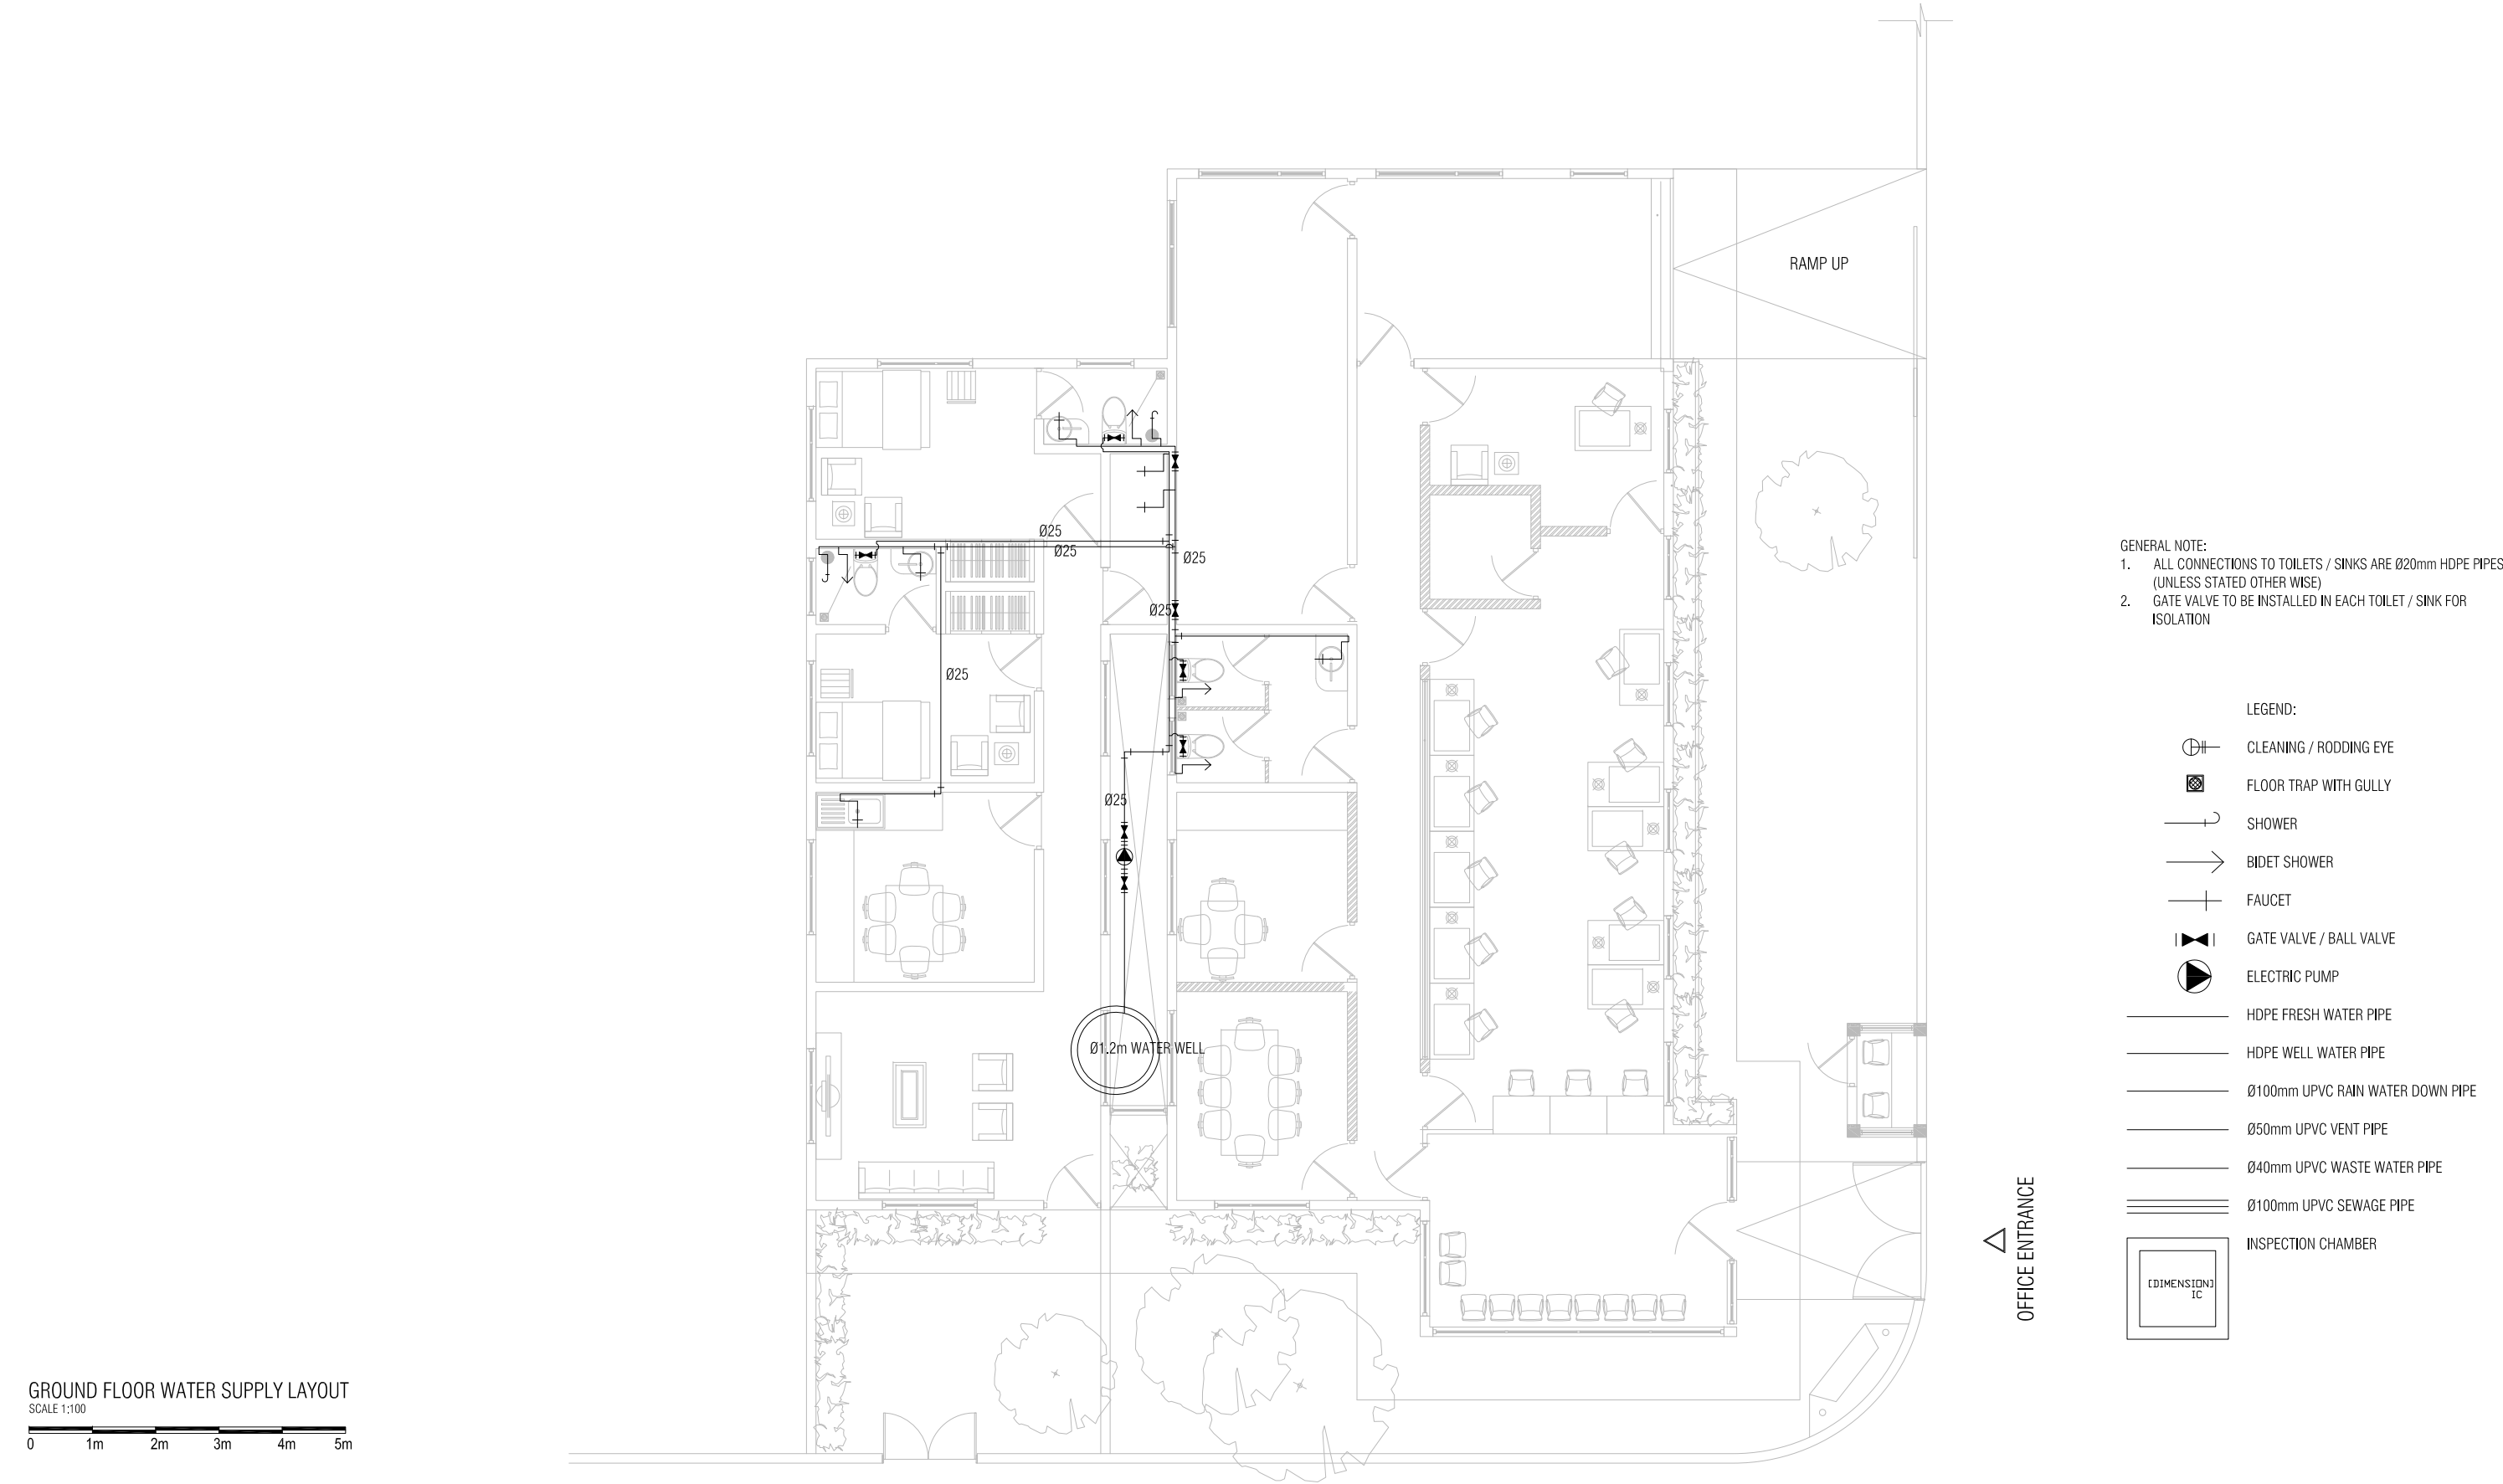 RAMP UP
Ø25
Ø25
Ø25
Ø25
Ø25
Ø25
Ø1.2m WATER WELL
OFFICE ENTRANCE
GENERAL NOTE:
1. ALL CONNECTIONS TO TOILETS / SINKS ARE Ø20mm HDPE PIPES
(UNLESS STATED OTHER WISE)
2. GATE VALVE TO BE INSTALLED IN EACH TOILET / SINK FOR
ISOLATION
LEGEND:
CLEANING / RODDING EYE
FLOOR TRAP WITH GULLY
SHOWER
BIDET SHOWER
FAUCET
GATE VALVE / BALL VALVE
ELECTRIC PUMP
HDPE FRESH WATER PIPE
HDPE WELL WATER PIPE
Ø100mm UPVC RAIN WATER DOWN PIPE
Ø50mm UPVC VENT PIPE
Ø40mm UPVC WASTE WATER PIPE
Ø100mm UPVC SEWAGE PIPE
INSPECTION CHAMBER
[DIMENSION]
IC
GROUND FLOOR WATER SUPPLY LAYOUT
SCALE 1:100
0 1m 2m 3m 4m 5m